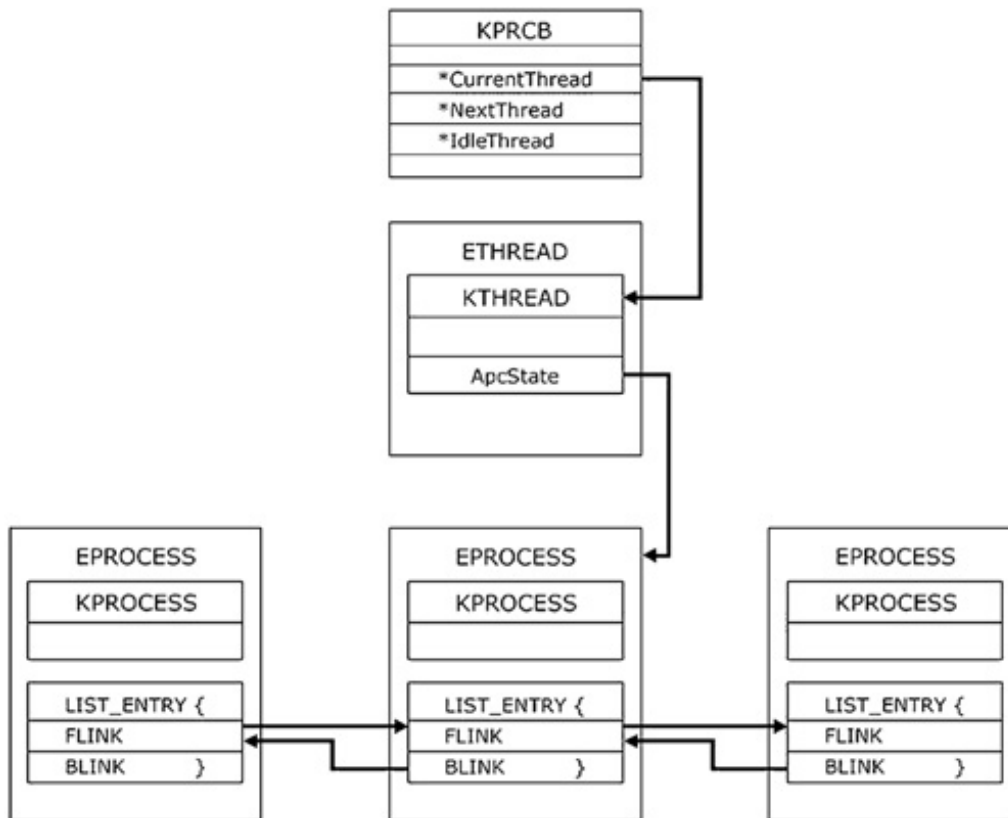 KPRCB
*CurrentThread
*NextThread
*IdleThread
ETHREAD
KTHREAD
ApcState
EPROCESS
KPROCESS
LIST_ENTRY {
FLINK
BLINK }
EPROCESS
KPROCESS
LIST_ENTRY {
FLINK
BLINK }
EPROCESS
KPROCESS
LIST_ENTRY {
FLINK
BLINK }